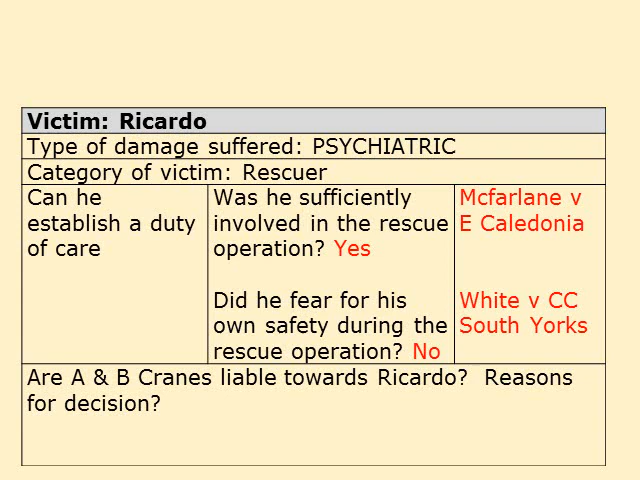 Victim: Ricardo
Type of damage suffered: PSYCHIATRIC
Category of victim: Rescuer
Can he
establish a duty
of care
Was he sufficiently
involved in the rescue
operation? Yes
Did he fear for his
own safety during the
rescue operation? No
Mcfarlane v
E Caledonia
White v CC
South Yorks
Are A & B Cranes liable towards Ricardo? Reasons
for decision?